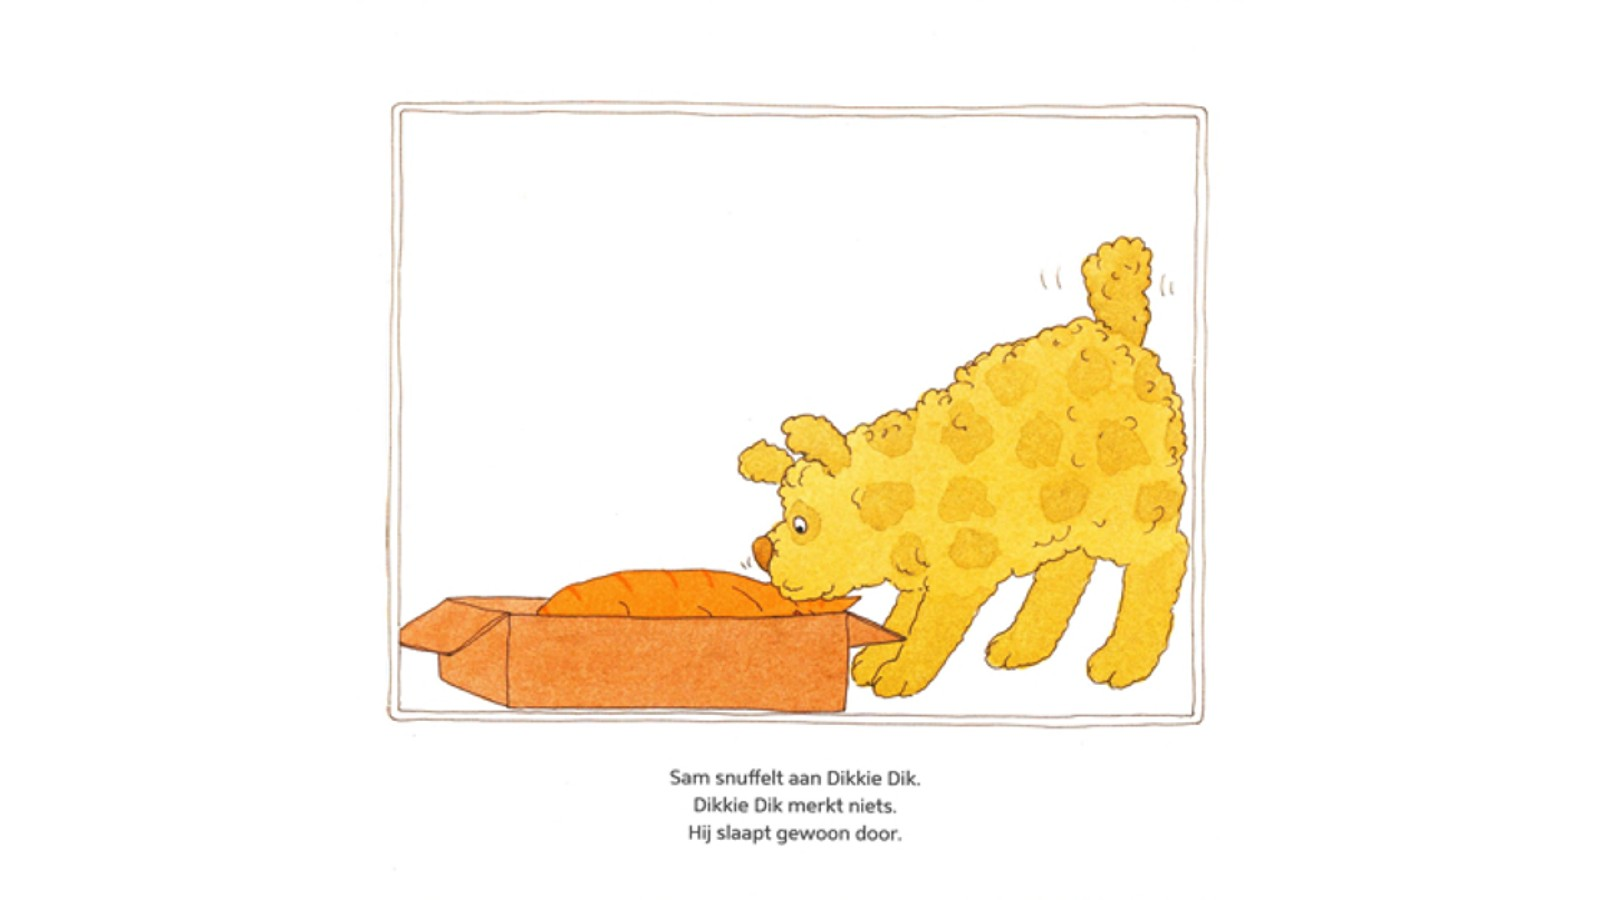 Sam snuffelt aan Dikkie Dik.
Dikkie Dik merkt niets.
Hij slaapt gewoon door.